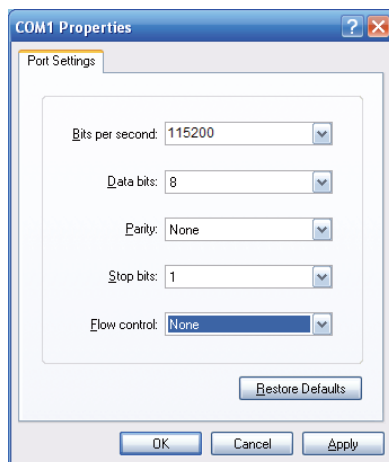 COM1 Properties
Port Settings
Bits per second: 115200
Data bits: 8
Parity: None
Stop bits: 1
Flow control: None
Restore Defaults
OK Cancel Apply